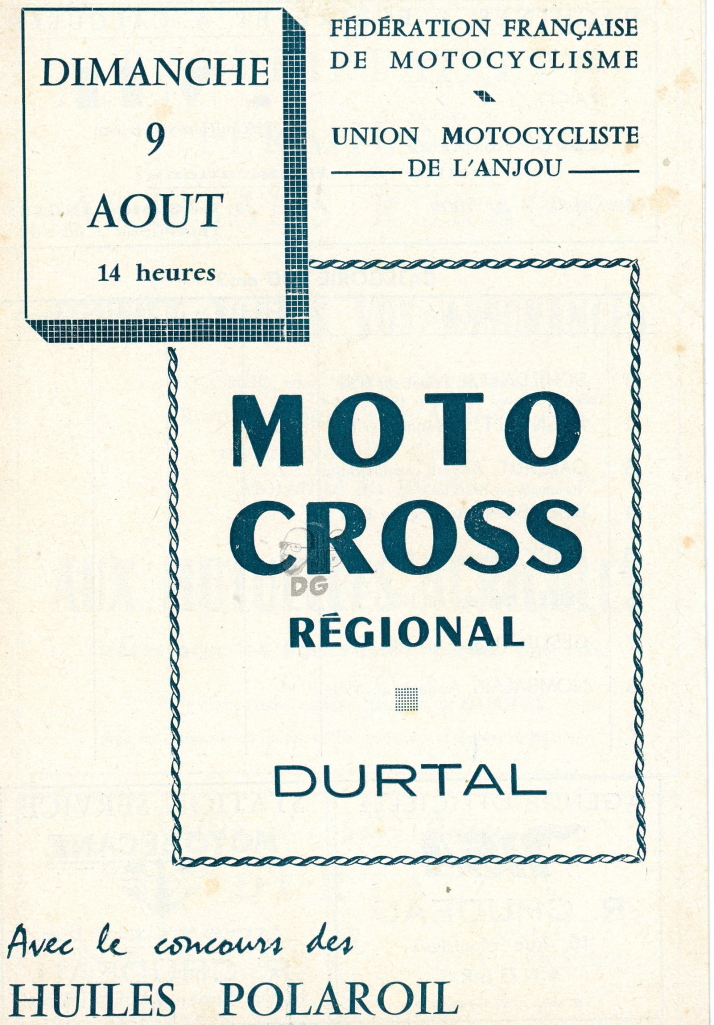 DIMANCHE
9
AOUT
14 heures
FÉDÉRATION FRANÇAISE
DE MOTOCYCLISME
UNION MOTOCYCLISTE
DE L'ANJOU
MOTO
CROSS
DG
RÉGIONAL
DURTAL
Avec le concours des
HUILES POLAROIL